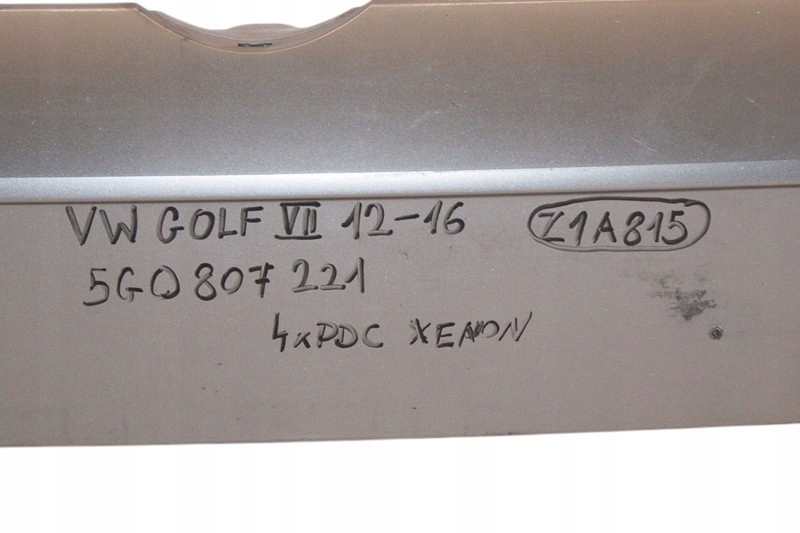 VW GOLF VII 12-16 Z1A815
5G0 807 221
4xPDC XENON